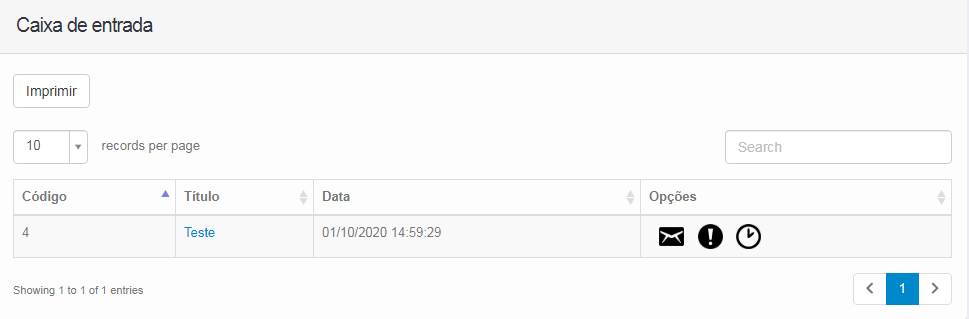 Caixa de entrada
Imprimir
10 records per page Search
Código Título Data Opções
4 Teste 01/10/2020 14:59:29
Showing 1 to 1 of 1 entries 1